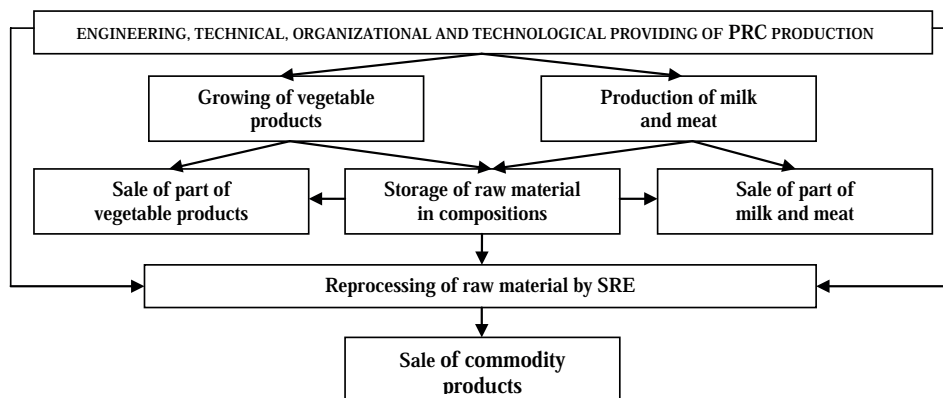 ENGINEERING, TECHNICAL, ORGANIZATIONAL AND TECHNOLOGICAL PROVIDING OF PRC PRODUCTION
Growing of vegetable
products
Production of milk
and meat
Sale of part of
vegetable products
Storage of raw material
in compositions
Sale of part of
milk and meat
Reprocessing of raw material by SRE
Sale of commodity
products